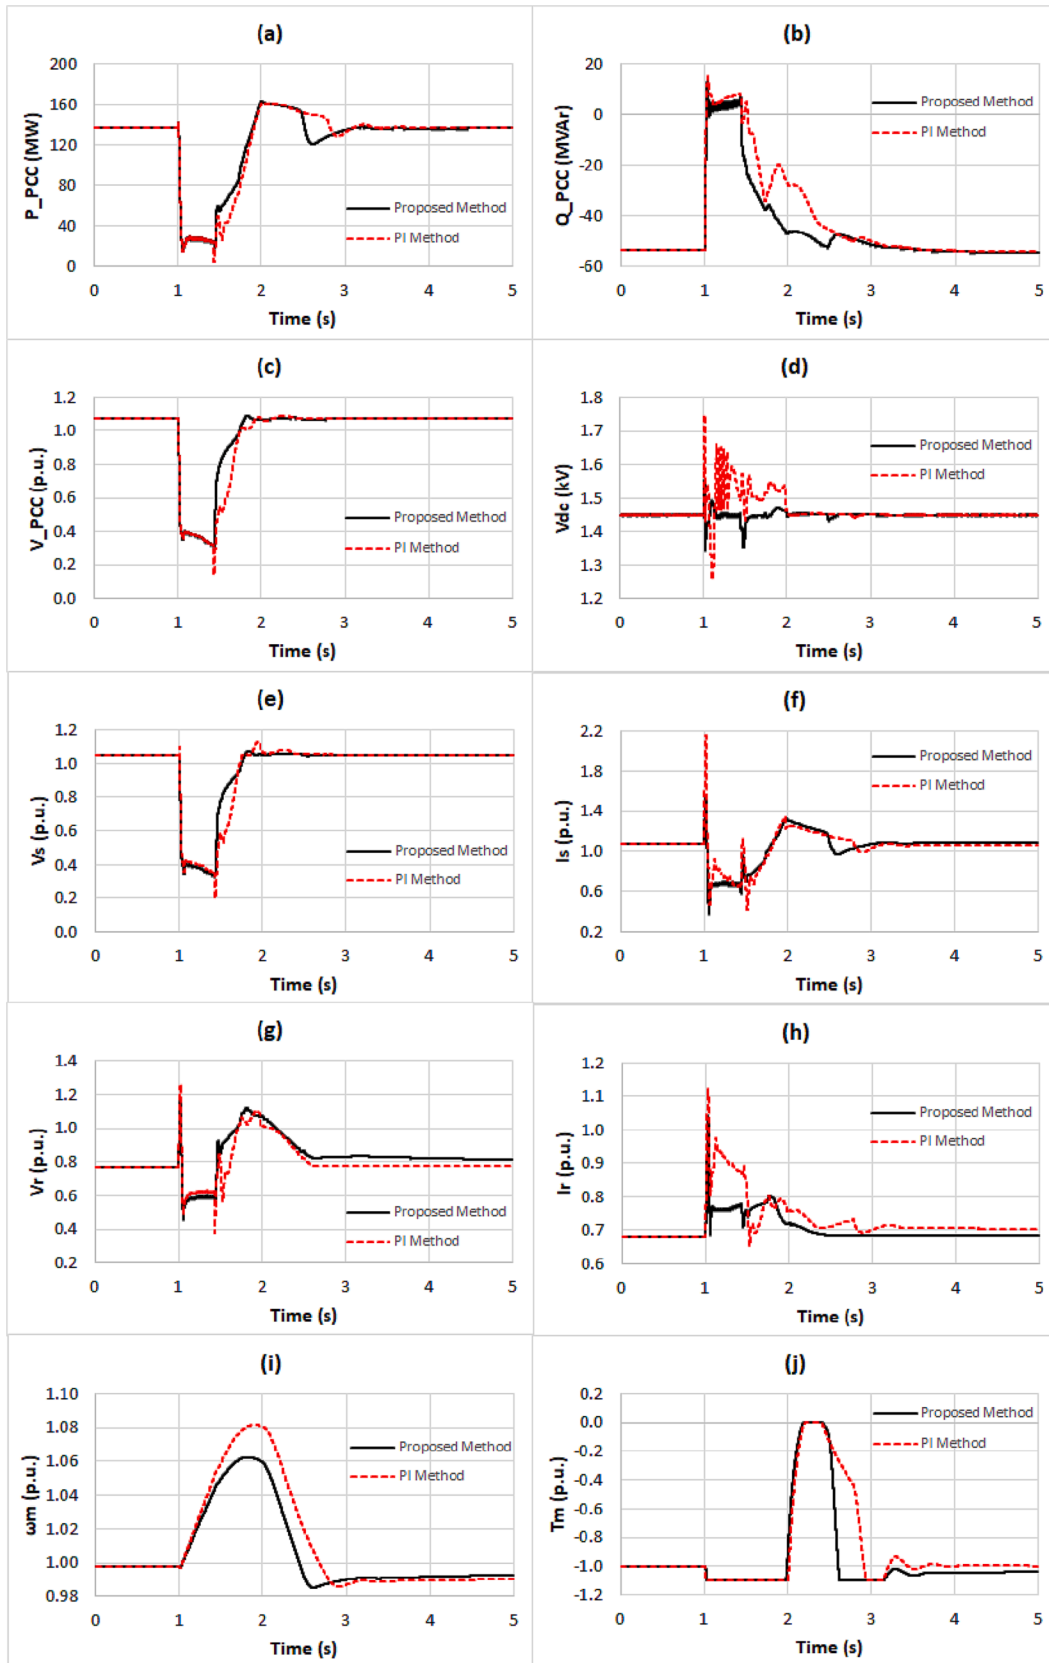 (a)
200
160
120
80
40
0
P_PCC (MW)
Proposed Method
PI Method
0 1 2 3 4 5
Time (s)
(b)
20
0
-20
-40
-60
Q_PCC (MVAr)
Proposed Method
PI Method
0 1 2 3 4 5
Time (s)
(c)
1.2
1.0
0.8
0.6
0.4
0.2
0.0
V_PCC (p.u.)
Proposed Method
PI Method
0 1 2 3 4 5
Time (s)
(d)
1.8
1.7
1.6
1.5
1.4
1.3
1.2
Vdc (kV)
Proposed Method
PI Method
0 1 2 3 4 5
Time (s)
(e)
1.2
1.0
0.8
0.6
0.4
0.2
0.0
Vs (p.u.)
Proposed Method
PI Method
0 1 2 3 4 5
Time (s)
(f)
2.2
1.8
1.4
1.0
0.6
0.2
Is (p.u.)
Proposed Method
PI Method
0 1 2 3 4 5
Time (s)
(g)
1.4
1.2
1.0
0.8
0.6
0.4
0.2
Vr (p.u.)
Proposed Method
PI Method
0 1 2 3 4 5
Time (s)
(h)
1.2
1.1
1.0
0.9
0.8
0.7
0.6
Ir (p.u.)
Proposed Method
PI Method
0 1 2 3 4 5
Time (s)
(i)
1.10
1.08
1.06
1.04
1.02
1.00
0.98
ωm (p.u.)
Proposed Method
PI Method
0 1 2 3 4 5
Time (s)
(j)
0.2
0.0
-0.2
-0.4
-0.6
-0.8
-1.0
-1.2
Tm (p.u.)
Proposed Method
PI Method
0 1 2 3 4 5
Time (s)